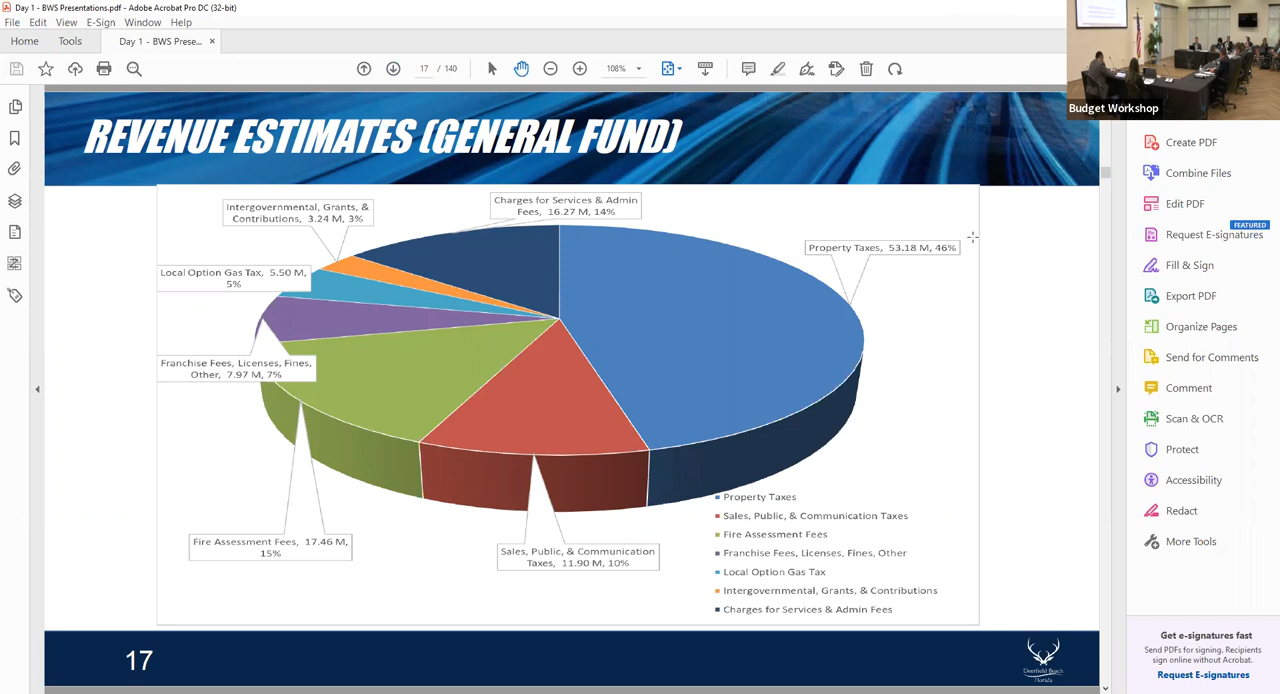 Day 1 - BWS Presentations.pdf - Adobe Acrobat Pro DC (32-bit)
File Edit View E-Sign Window Help
Home Tools Day 1 - BWS Prese... ×
17 / 140 108%
Budget Workshop
REVENUE ESTIMATES (GENERAL FUND)
Intergovernmental, Grants, &
Contributions, 3.24 M, 3%
Charges for Services & Admin
Fees, 16.27 M, 14%
Property Taxes, 53.18 M, 46%
Local Option Gas Tax, 5.50 M,
5%
Franchise Fees, Licenses, Fines,
Other, 7.97 M, 7%
Fire Assessment Fees, 17.46 M,
15%
Sales, Public, & Communication
Taxes, 11.90 M, 10%
Property Taxes
Sales, Public, & Communication Taxes
Fire Assessment Fees
Franchise Fees, Licenses, Fines, Other
Local Option Gas Tax
Intergovernmental, Grants, & Contributions
Charges for Services & Admin Fees
17
Deerfield Beach
Florida
Create PDF
Combine Files
Edit PDF
FEATURED
Request E-signatures
Fill & Sign
Export PDF
Organize Pages
Send for Comments
Comment
Scan & OCR
Protect
Accessibility
Redact
More Tools
Get e-signatures fast
Send PDFs for signing. Recipients
sign online without Acrobat.
Request E-signatures